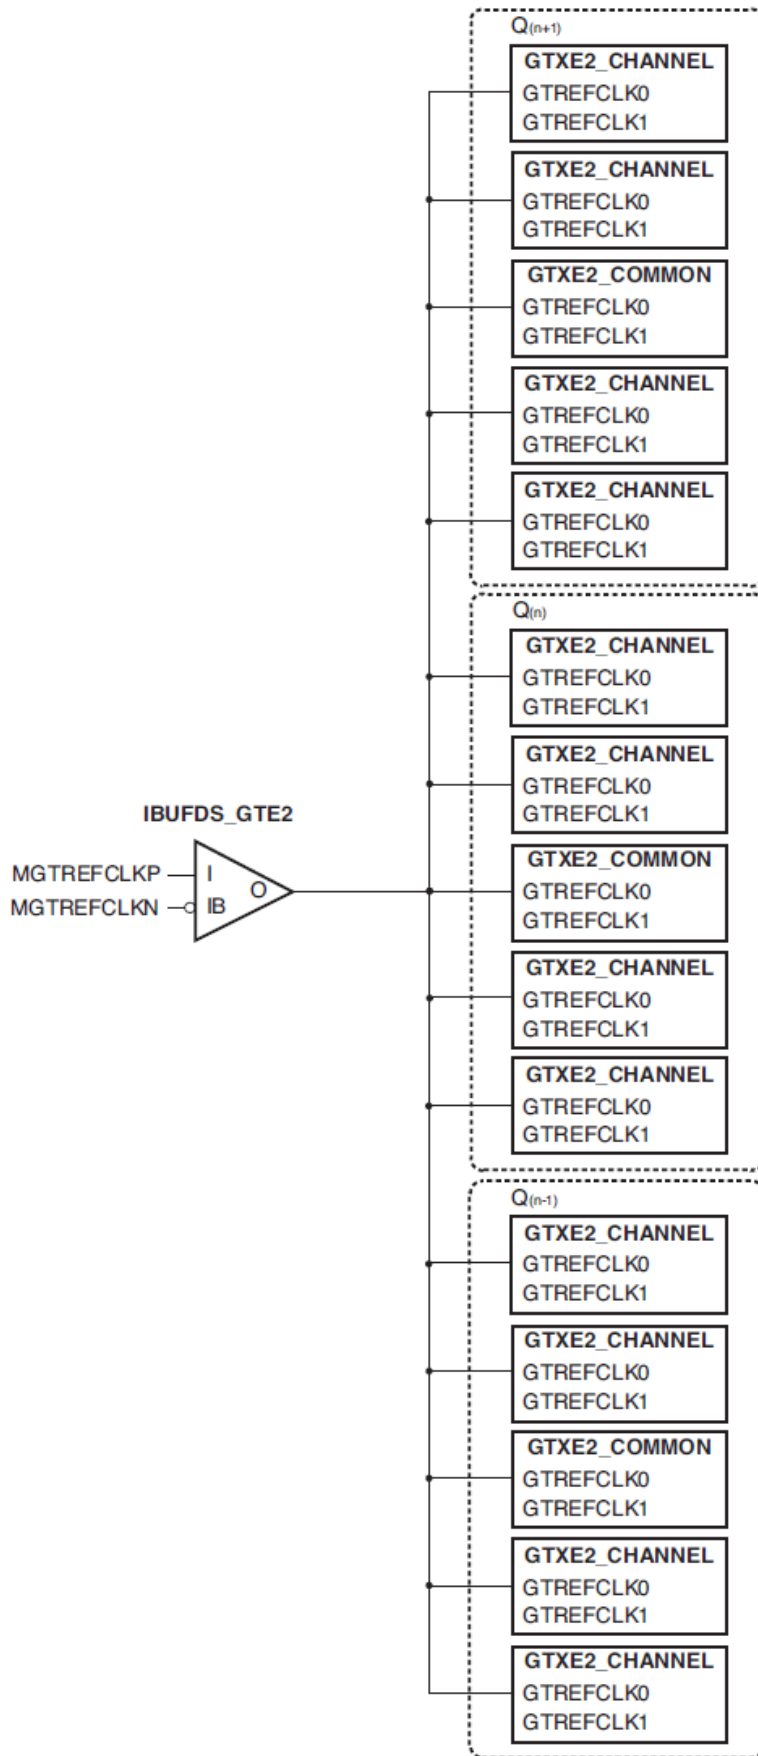 Q(n+1)
GTXE2_CHANNEL
GTREFCLK0
GTREFCLK1
GTXE2_CHANNEL
GTREFCLK0
GTREFCLK1
GTXE2_COMMON
GTREFCLK0
GTREFCLK1
GTXE2_CHANNEL
GTREFCLK0
GTREFCLK1
GTXE2_CHANNEL
GTREFCLK0
GTREFCLK1
Q(n)
GTXE2_CHANNEL
GTREFCLK0
GTREFCLK1
GTXE2_CHANNEL
GTREFCLK0
GTREFCLK1
IBUFDS_GTE2
MGTREFCLKP
I
O
MGTREFCLKN
IB
GTXE2_COMMON
GTREFCLK0
GTREFCLK1
GTXE2_CHANNEL
GTREFCLK0
GTREFCLK1
GTXE2_CHANNEL
GTREFCLK0
GTREFCLK1
Q(n-1)
GTXE2_CHANNEL
GTREFCLK0
GTREFCLK1
GTXE2_CHANNEL
GTREFCLK0
GTREFCLK1
GTXE2_COMMON
GTREFCLK0
GTREFCLK1
GTXE2_CHANNEL
GTREFCLK0
GTREFCLK1
GTXE2_CHANNEL
GTREFCLK0
GTREFCLK1